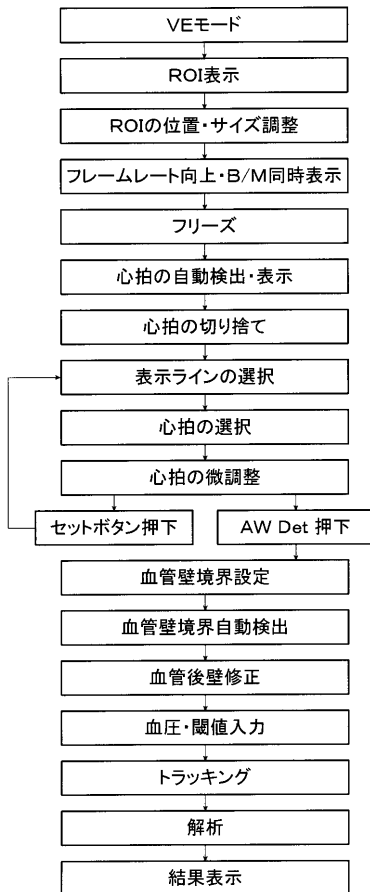 VEモード
ROI表示
ROIの位置・サイズ調整
フレームレート向上・B/M同時表示
フリーズ
心拍の自動検出・表示
心拍の切り捨て
表示ラインの選択
心拍の選択
心拍の微調整
セットボタン押下
AW Det 押下
血管壁境界設定
血管壁境界自動検出
血管後壁修正
血圧・閾値入力
トラッキング
解析
結果表示